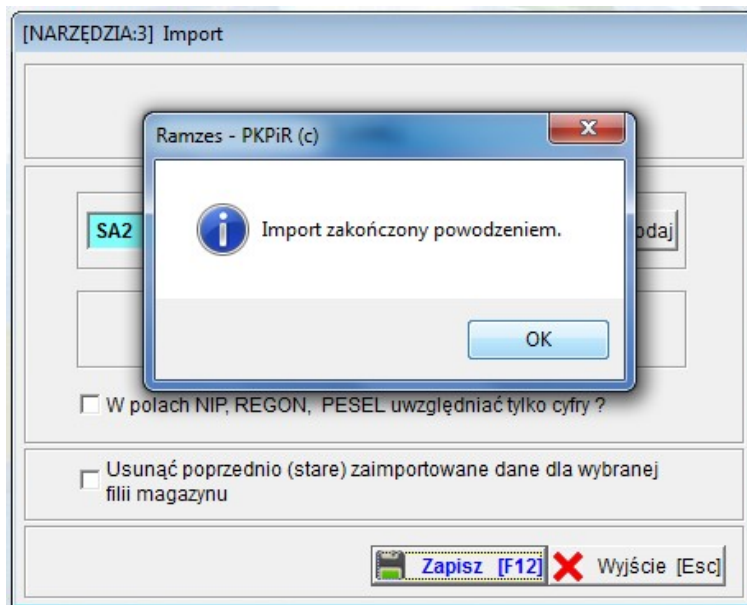 [NARZĘDZIA:3] Import
Ramzes - PKPiR (c)
Import zakończony powodzeniem.
SA2
odaj
OK
W polach NIP, REGON, PESEL uwzględniać tylko cyfry ?
Usunąć poprzednio (stare) zaimportowane dane dla wybranej
filii magazynu
Zapisz [F12] Wyjście [Esc]